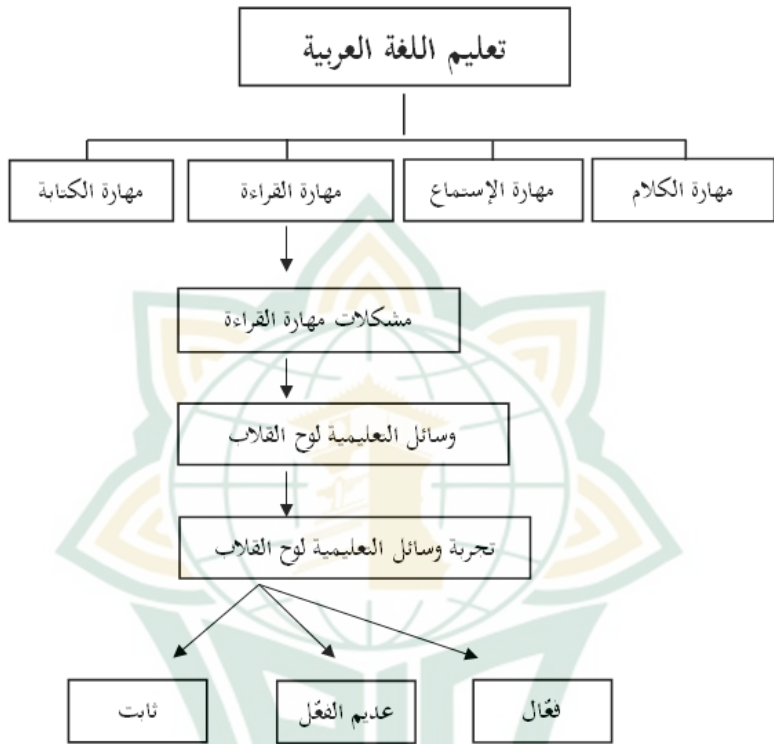 تعليم اللغة العربية
مهارة الكلام
مهارة الإستماع
مهارة القراءة
مهارة الكتابة
مشكلات مهارة القراءة
وسائل التعليمية لوح القلاب
تجربة وسائل التعليمية لوح القلاب
فعّال
عديم الفعّل
ثابت